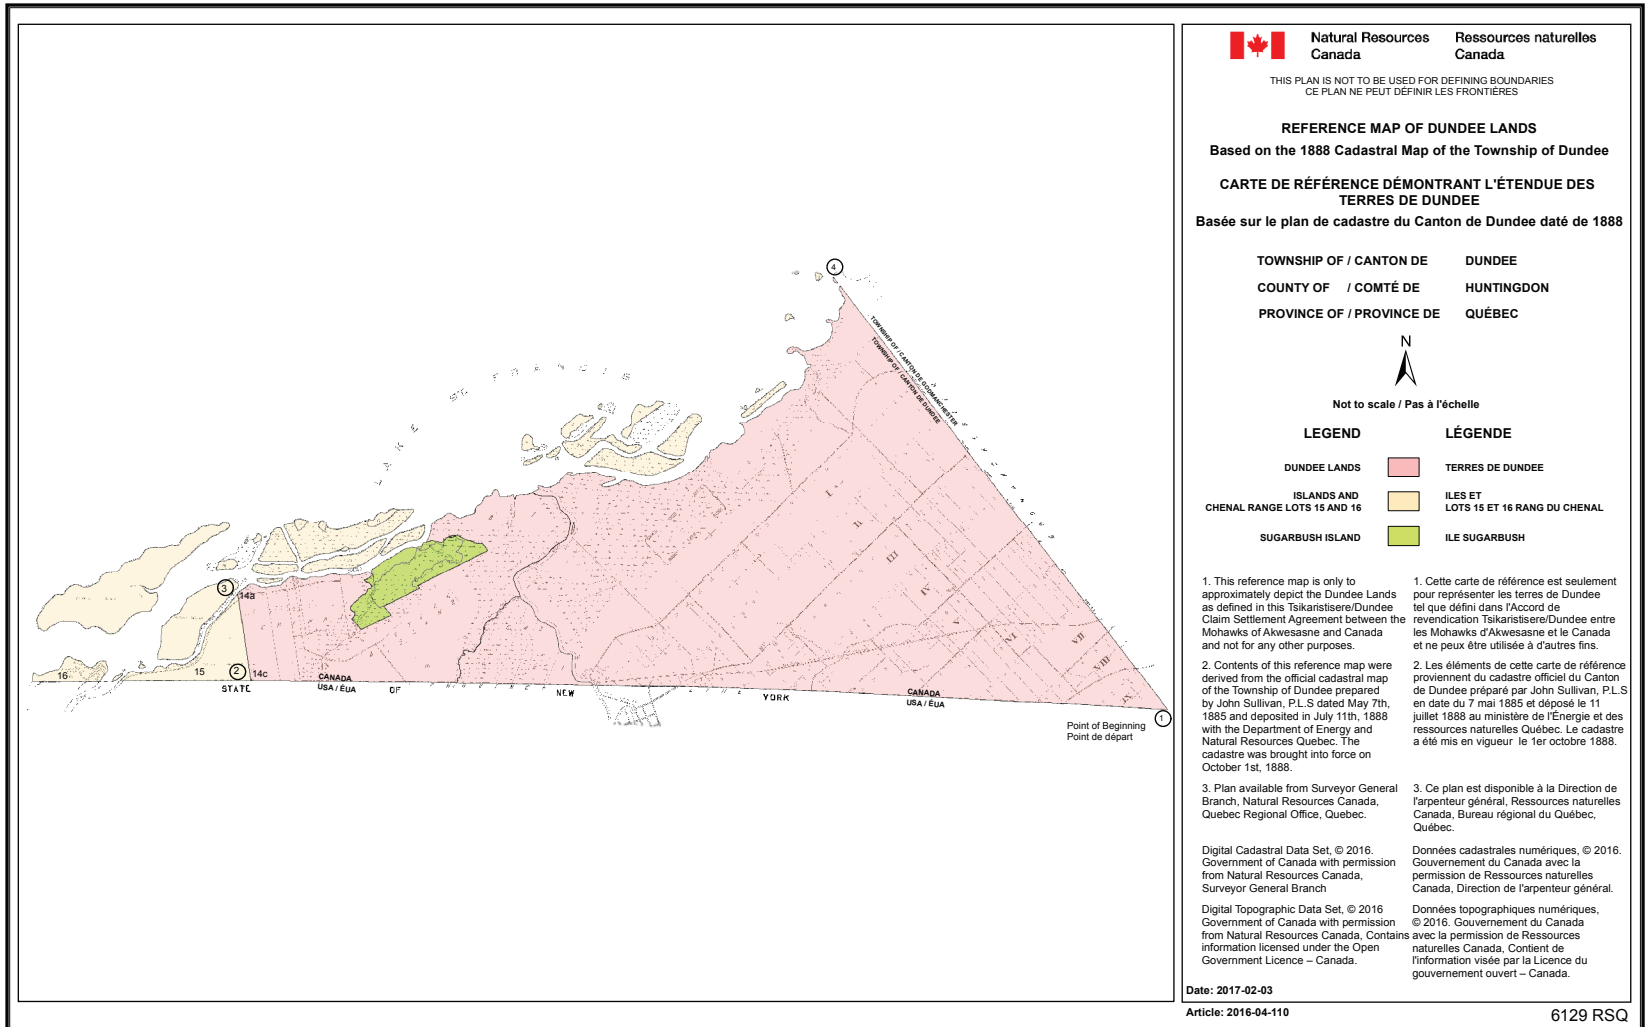 4
TOWNSHIP OF / CANTON DE GODMANCHESTER
TOWNSHIP OF / CANTON DE DUNDEE
LAKE ST FRANCIS
I
II
III
IV
V
VI
VII
VIII
IX
3
14a
2
14c
15
16
CANADA
USA / ÉUA
STATE OF NEW YORK
CANADA
USA / ÉUA
1
Point of Beginning
Point de départ
Natural Resources
Canada
Ressources naturelles
Canada
THIS PLAN IS NOT TO BE USED FOR DEFINING BOUNDARIES
CE PLAN NE PEUT DÉFINIR LES FRONTIÈRES
REFERENCE MAP OF DUNDEE LANDS
Based on the 1888 Cadastral Map of the Township of Dundee
CARTE DE RÉFÉRENCE DÉMONTRANT L'ÉTENDUE DES
TERRES DE DUNDEE
Basée sur le plan de cadastre du Canton de Dundee daté de 1888
TOWNSHIP OF / CANTON DE DUNDEE
COUNTY OF / COMTÉ DE HUNTINGDON
PROVINCE OF / PROVINCE DE QUÉBEC
N
Not to scale / Pas à l'échelle
LEGEND LÉGENDE
DUNDEE LANDS TERRES DE DUNDEE
ISLANDS AND
CHENAL RANGE LOTS 15 AND 16
ILES ET
LOTS 15 ET 16 RANG DU CHENAL
SUGARBUSH ISLAND ILE SUGARBUSH
1. This reference map is only to
approximately depict the Dundee Lands
as defined in this Tsikaristisere/Dundee
Claim Settlement Agreement between the
Mohawks of Akwesasne and Canada
and not for any other purposes.
1. Cette carte de référence est seulement
pour représenter les terres de Dundee
tel que défini dans l'Accord de
revendication Tsikaristisere/Dundee entre
les Mohawks d'Akwesasne et le Canada
et ne peux être utilisée à d'autres fins.
2. Contents of this reference map were
derived from the official cadastral map
of the Township of Dundee prepared
by John Sullivan, P.L.S dated May 7th,
1885 and deposited in July 11th, 1888
with the Department of Energy and
Natural Resources Quebec. The
cadastre was brought into force on
October 1st, 1888.
2. Les éléments de cette carte de référence
proviennent du cadastre officiel du Canton
de Dundee préparé par John Sullivan, P.L.S
en date du 7 mai 1885 et déposé le 11
juillet 1888 au ministère de l'Énergie et des
ressources naturelles Québec. Le cadastre
a été mis en vigueur le 1er octobre 1888.
3. Plan available from Surveyor General
Branch, Natural Resources Canada,
Quebec Regional Office, Quebec.
3. Ce plan est disponible à la Direction de
l'arpenteur général, Ressources naturelles
Canada, Bureau régional du Québec,
Québec.
Digital Cadastral Data Set, © 2016.
Government of Canada with permission
from Natural Resources Canada,
Surveyor General Branch
Données cadastrales numériques, © 2016.
Gouvernement du Canada avec la
permission de Ressources naturelles
Canada, Direction de l'arpenteur général.
Digital Topographic Data Set, © 2016
Government of Canada with permission
from Natural Resources Canada, Contains
information licensed under the Open
Government Licence – Canada.
Données topographiques numériques,
© 2016. Gouvernement du Canada
avec la permission de Ressources
naturelles Canada, Contient de
l'information visée par la Licence du
gouvernement ouvert – Canada.
Date: 2017-02-03
Article: 2016-04-110
6129 RSQ